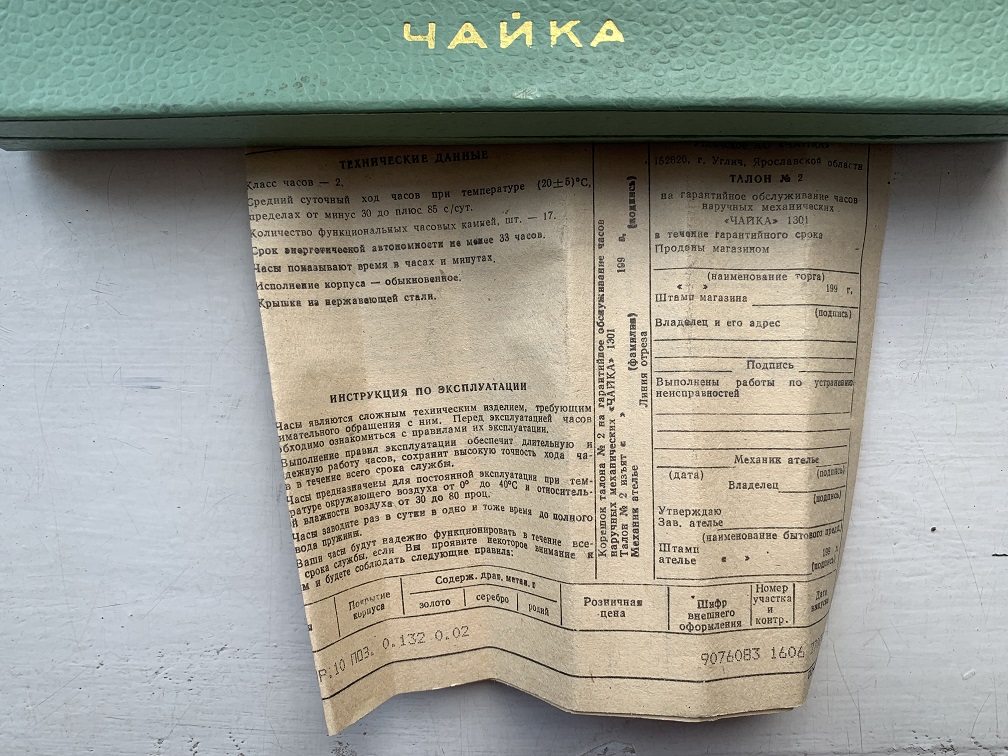 ЧАЙКА
ТЕХНИЧЕСКИЕ ДАННЫЕ
Класс часов — 2.
Средний суточный ход часов при температуре (20±5)°С,
пределах от минус 30 до плюс 85 с/сут.
Количество функциональных часовых камней, шт. — 17.
Срок энергетической автономности не менее 33 часов.
Часы показывают время в часах и минутах.
Исполнение корпуса — обыкновенное.
Крышка из нержавеющей стали.
ИНСТРУКЦИЯ ПО ЭКСПЛУАТАЦИИ
Часы являются сложным техническим изделием, требующим
нимательного обращения с ним. Перед эксплуатацией часов
обходимо ознакомиться с правилами их эксплуатации.
Выполнение правил эксплуатации обеспечит длительную и
дежную работу часов, сохранит высокую точность хода ча-
в в течение всего срока службы.
Часы предназначены для постоянной эксплуатации при тем-
ратуре окружающего воздуха от 0° до 40°С и относитель-
й влажности воздуха от 30 до 80 проц.
Часы заводите раз в сутки в одно и тоже время до полного
вода пружини.
Ваши часы будут надежно функционировать в течение все-
срока службы, если Вы проявите некоторое внимание к
м и будете соблюдать следующие правила:
Корешок талона № 2 на гарантийное обслуживание часов
наручных механических «ЧАЙКА» 1301
Талон № 2 изъят « » 199 г.
Механик ателье (фамилия) (подпись)
Линия отреза
152620, г. Углич, Ярославской области
ТАЛОН № 2
на гарантийное обслуживание часов
наручных механических
«ЧАЙКА» 1301
в течение гарантийного срока
Проданы магазином
(наименование торга)
« » 199 г.
Штамп магазина
(подпись)
Владелец и его адрес
Подпись
Выполнены работы по устранению
неисправностей
Механик ателье
(дата) (подпись)
Владелец
(подпись)
Утверждаю
Зав. ателье
(наименование бытового предп.)
Штамп
ателье « » 199 г.
(подпись)
Покрытие
корпуса
Содерж. драг. метал. г
золото серебро родий
Розничная
цена
Шифр
внешнего
оформления
Номер
участка
и
контр.
Дата
выпуска
Р.10 ПОЗ. 0.132 0.02
9076083 1606